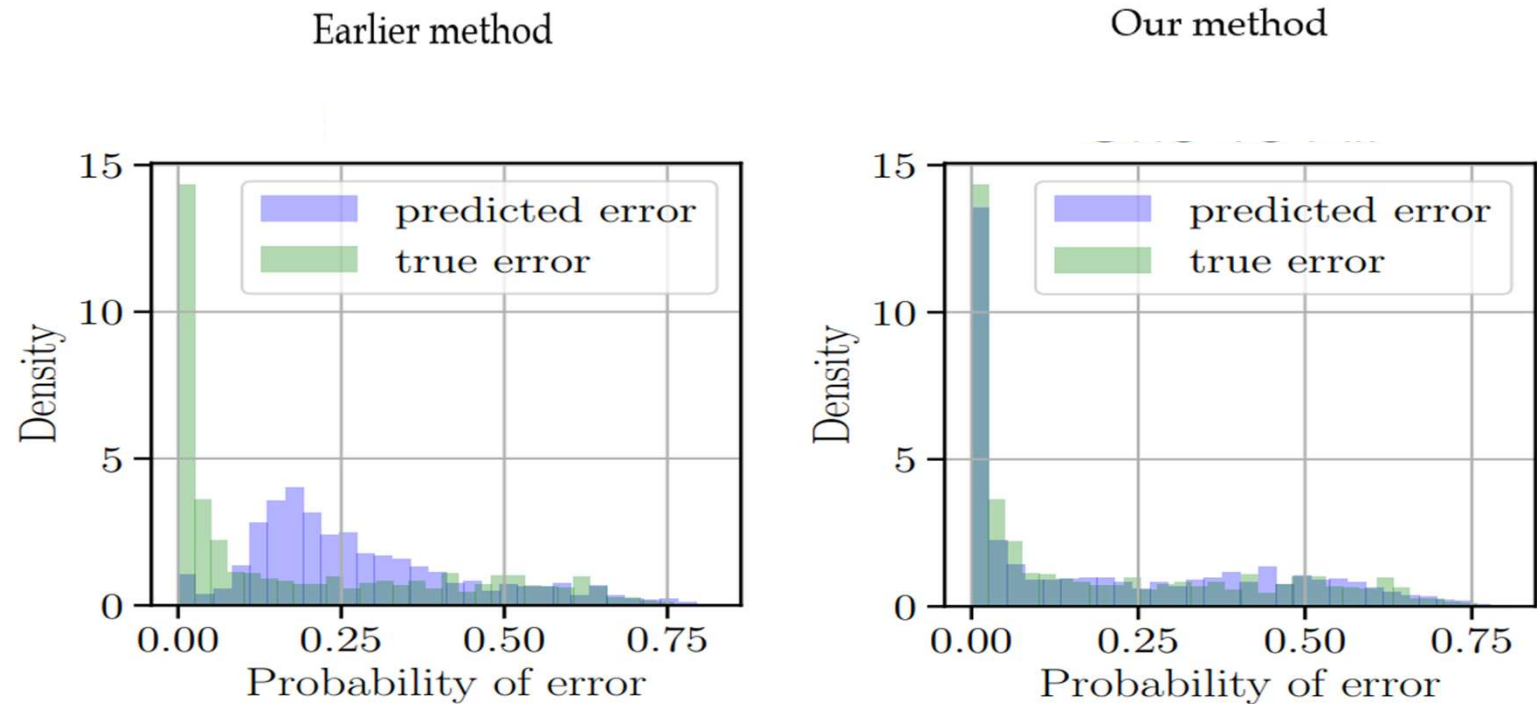 Earlier method
Our method
15
10
5
0
Density
predicted error
true error
0.00 0.25 0.50 0.75
Probability of error
15
10
5
0
Density
predicted error
true error
0.00 0.25 0.50 0.75
Probability of error